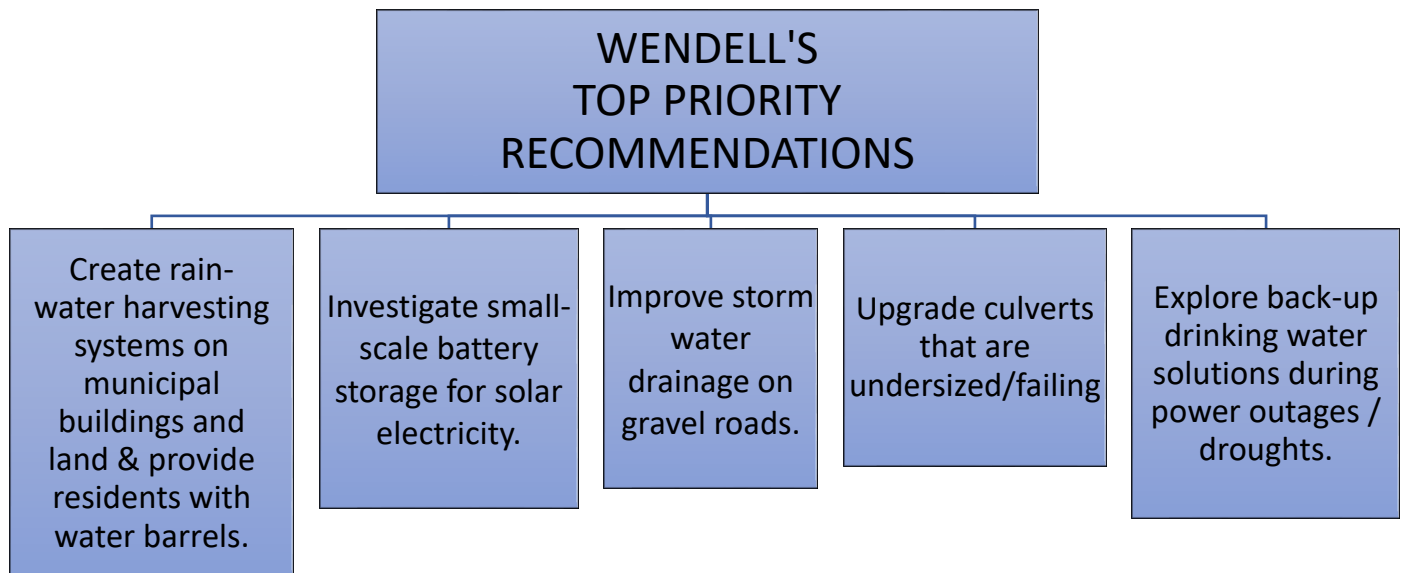 WENDELL'S
TOP PRIORITY
RECOMMENDATIONS
Create rain-
water harvesting
systems on
municipal
buildings and
land & provide
residents with
water barrels.
Investigate small-
scale battery
storage for solar
electricity.
Improve storm
water
drainage on
gravel roads.
Upgrade culverts
that are
undersized/failing
Explore back-up
drinking water
solutions during
power outages /
droughts.